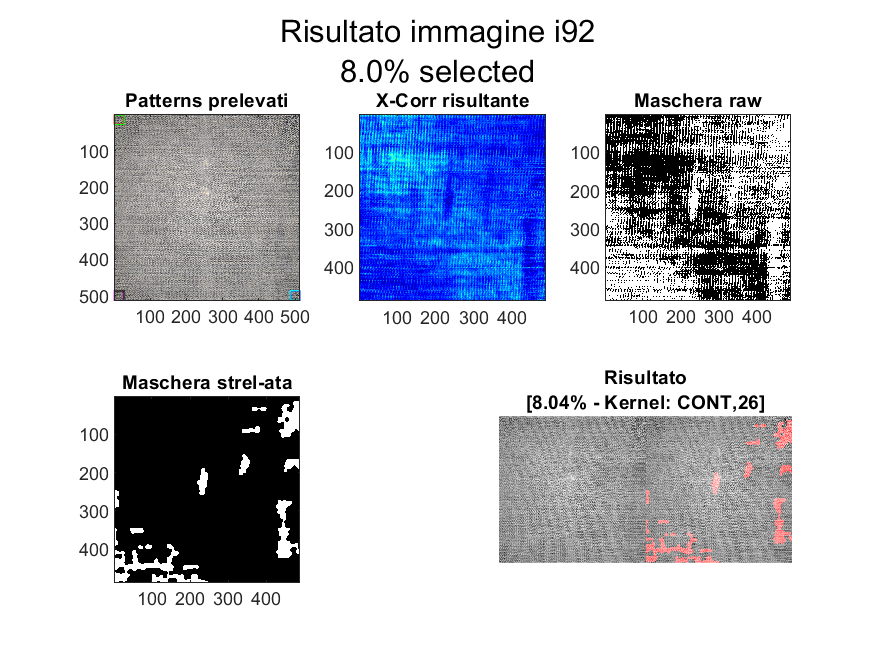 Risultato immagine i92
8.0% selected
Patterns prelevati
100
200
300
400
500
100 200 300 400 500
X-Corr risultante
100
200
300
400
100 200 300 400
Maschera raw
100
200
300
400
100 200 300 400
Maschera strel-ata
100
200
300
400
100 200 300 400
Risultato
[8.04% - Kernel: CONT,26]